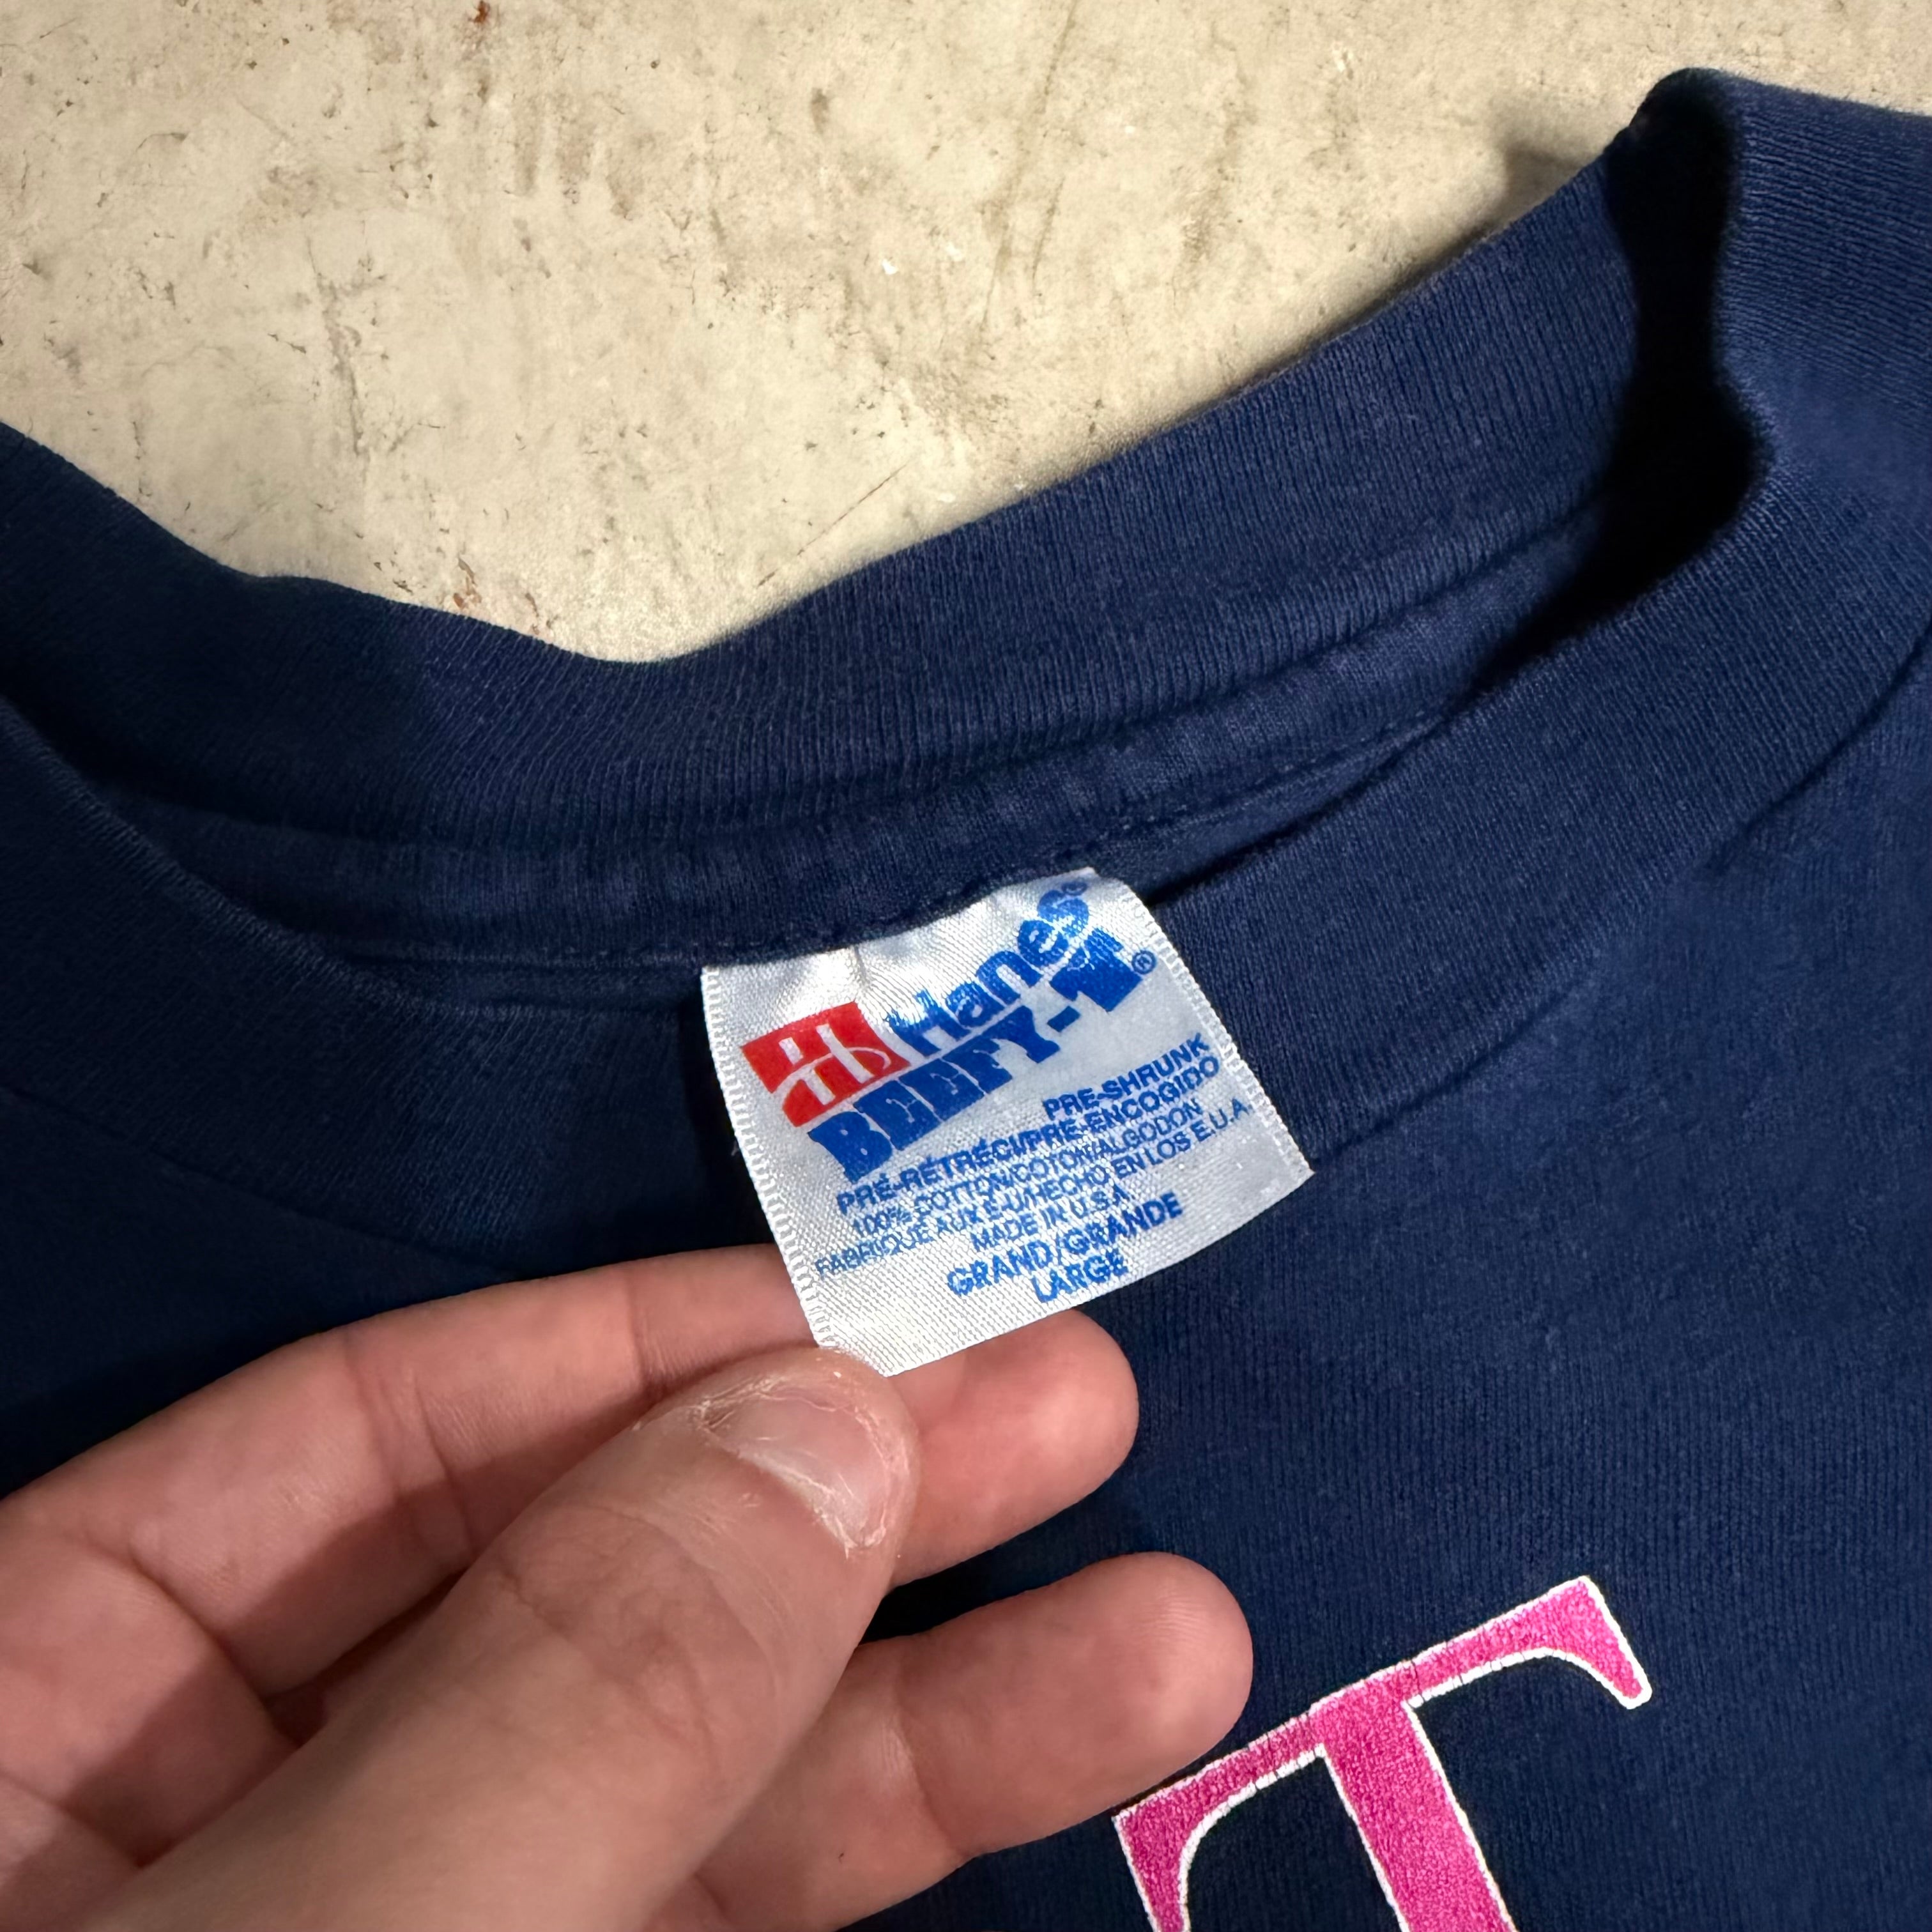 Hanes®
BEEFY-T®
PRE-SHRUNK
PRÉ-RÉTRÉCI/PRE-ENCOGIDO
100% COTTON/COTON/ALGODON
FABRIQUÉ AUX E.-U/HECHO EN LOS E.U.A.
MADE IN U.S.A
GRAND/GRANDE
LARGE
T